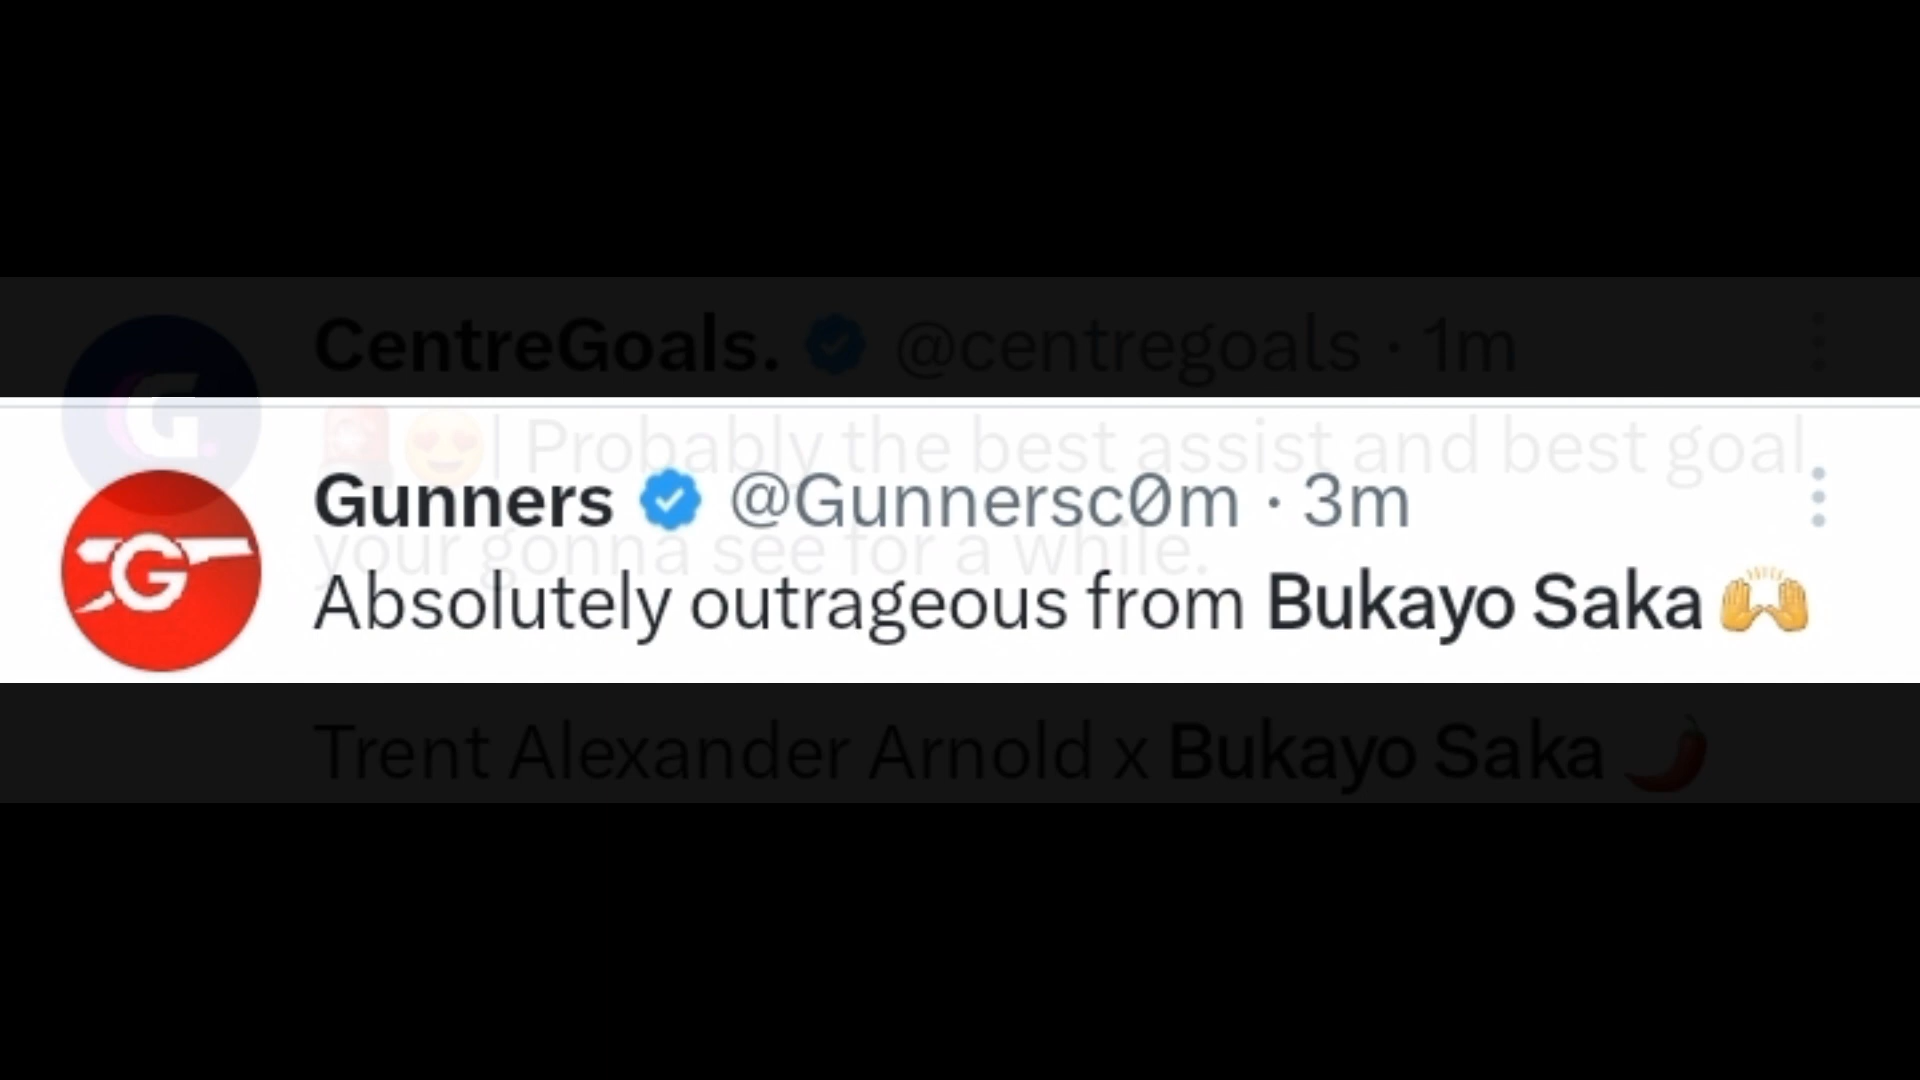 CentreGoals. @centregoals · 1m
| Probably the best assist and best goal
your gonna see for a while.
Gunners @Gunnersc0m · 3m
Absolutely outrageous from Bukayo Saka 🙌
Trent Alexander Arnold x Bukayo Saka 🌶️